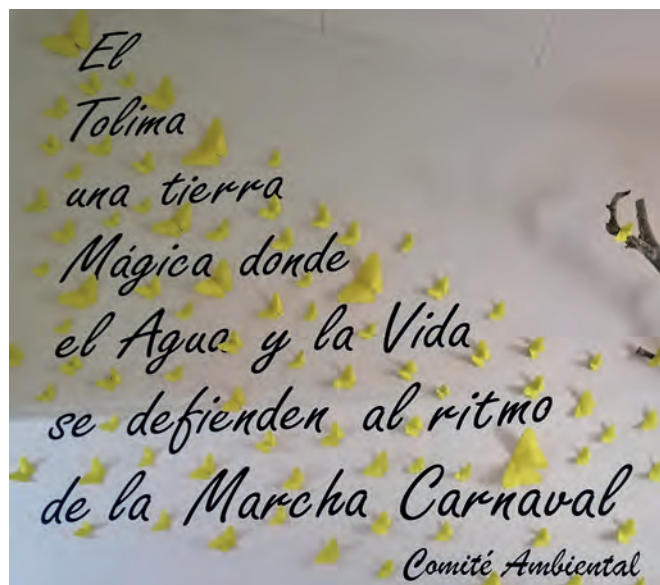 El
Tolima
una tierra
Mágica donde
el Agua y la Vida
se defienden al ritmo
de la Marcha Carnaval
Comité Ambiental